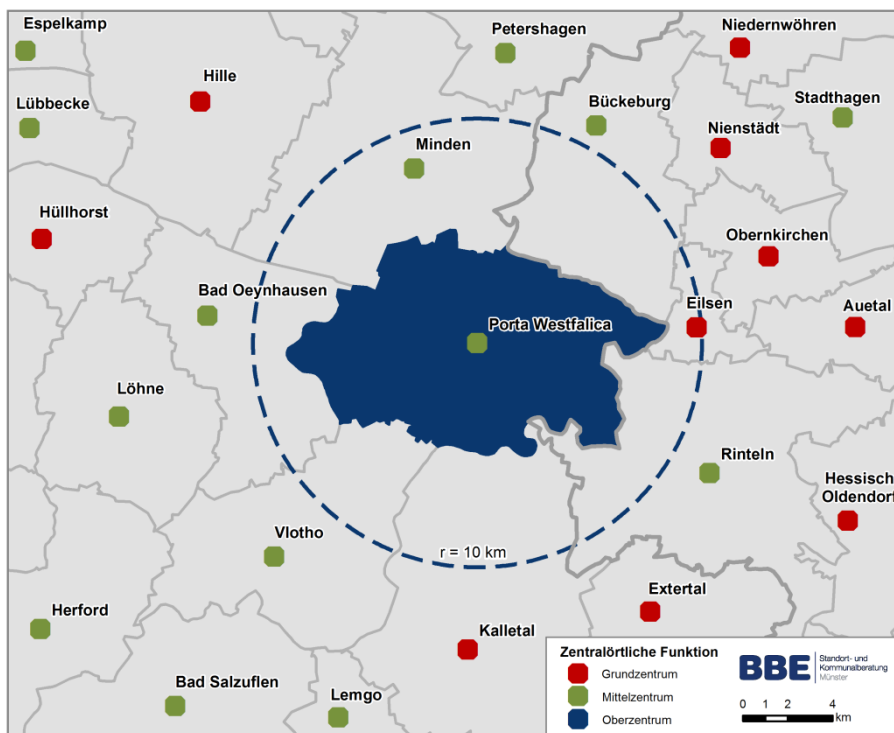 Espelkamp
Petershagen
Niedernwöhren
Hille
Lübbecke
Bückeburg
Stadthagen
Minden
Nienstädt
Hüllhorst
Obernkirchen
Bad Oeynhausen
Eilsen
Auetal
Porta Westfalica
Löhne
Rinteln
Hessisch
Oldendorf
Vlotho
r = 10 km
Herford
Extertal
Kalletal
Bad Salzuflen
Lemgo
Zentralörtliche Funktion
Grundzentrum
Mittelzentrum
Oberzentrum
BBE
Standort- und
Kommunalberatung
Münster
0 1 2 4
km